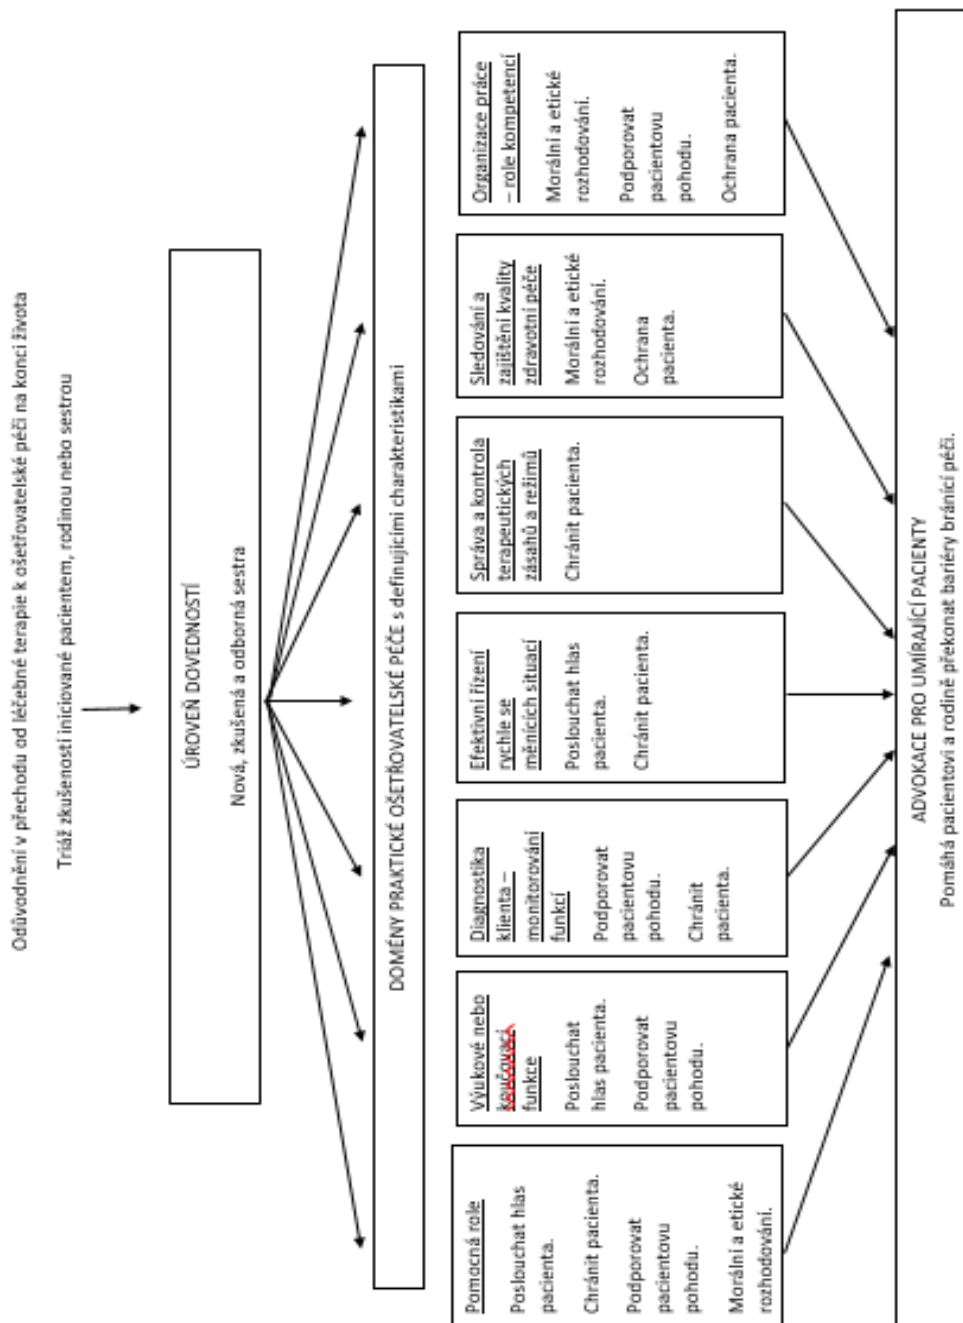 Odůvodnění v přechodu od léčebné terapie k ošetřovatelské péči na konci života
Triáž zkušeností iniciované pacientem, rodinou nebo sestrou
ÚROVEŇ DOVEDNOSTÍ
Nová, zkušená a odborná sestra
DOMÉNY PRAKTICKÉ OŠETŘOVATELSKÉ PÉČE s definujícími charakteristikami
Pomocná role
Poslouchat hlas
pacienta.
Chránit pacienta.
Podporovat
pacientovu
pohodu.
Morální a etické
rozhodování.
Výukové nebo
koučovací
funkce
Poslouchat
hlas pacienta.
Podporovat
pacientovu
pohodu.
Diagnostika
klienta –
monitorování
funkcí
Podporovat
pacientovu
pohodu.
Chránit
pacienta.
Efektivní řízení
rychle se
měnících situací
Poslouchat hlas
pacienta.
Chránit pacienta.
Správa a kontrola
terapeutických
zásahů a režimů
Chránit pacienta.
Sledování a
zajištění kvality
zdravotní péče
Morální a etické
rozhodování.
Ochrana
pacienta.
Organizace práce
– role kompetencí
Morální a etické
rozhodování.
Podporovat
pacientovu
pohodu.
Ochrana pacienta.
ADVOKACE PRO UMÍRAJÍCÍ PACIENTY
Pomáhá pacientovi a rodině překonat bariéry bránící péči.